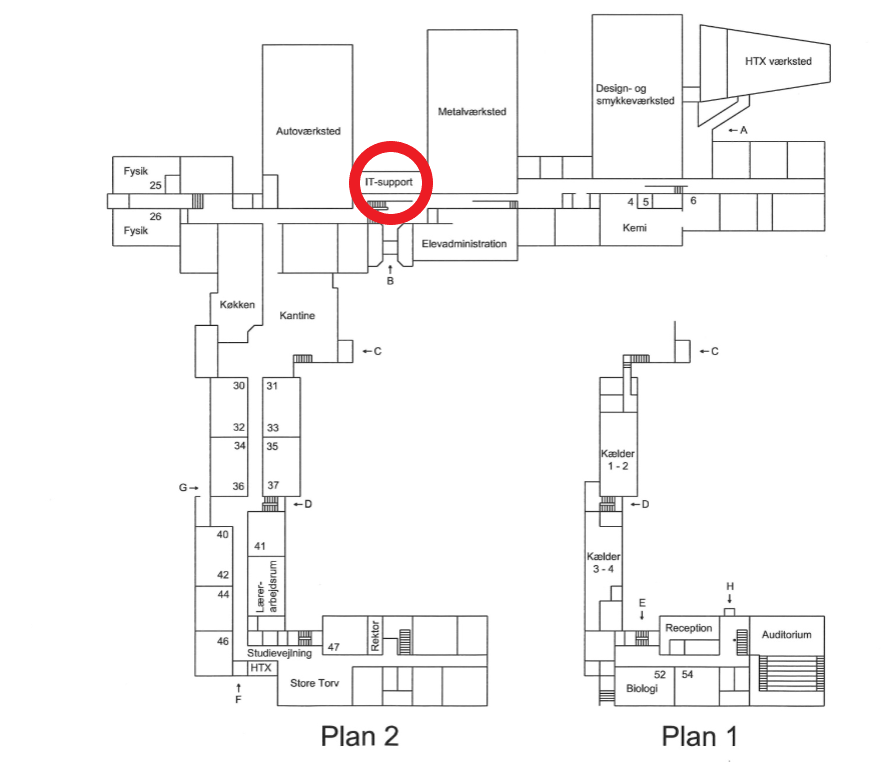 HTX værksted
Design- og
smykkeværksted
Metalværksted
Autoværksted
A
Fysik
25
IT-support
26
Fysik
4
5
6
Kemi
Elevadministration
B
Køkken
Kantine
C
C
30
31
32
33
34
35
36
37
G
D
Kælder
1 - 2
D
40
41
42
44
Lærer-
arbejdsrum
Kælder
3 - 4
H
E
46
47
Rektor
Studievejlning
HTX
Store Torv
F
Reception
Auditorium
52
54
Biologi
Plan 2
Plan 1